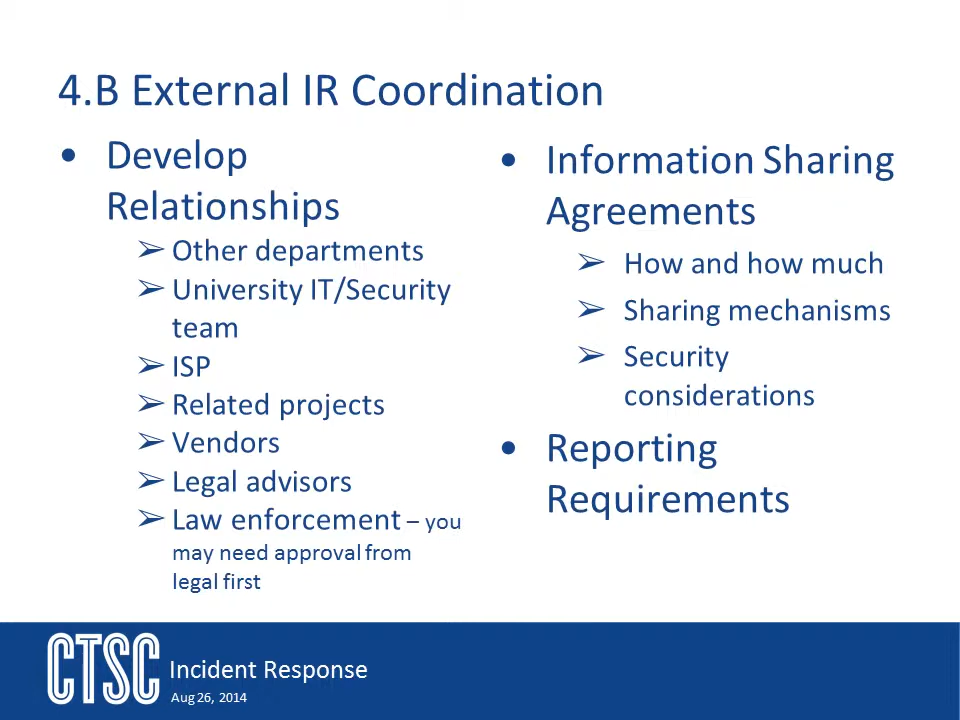 4.B External IR Coordination
• Develop
Relationships
➢ Other departments
➢ University IT/Security
team
➢ ISP
➢ Related projects
➢ Vendors
➢ Legal advisors
➢ Law enforcement – you
may need approval from
legal first
• Information Sharing
Agreements
➢ How and how much
➢ Sharing mechanisms
➢ Security
considerations
• Reporting
Requirements
CTSC
Incident Response
Aug 26, 2014